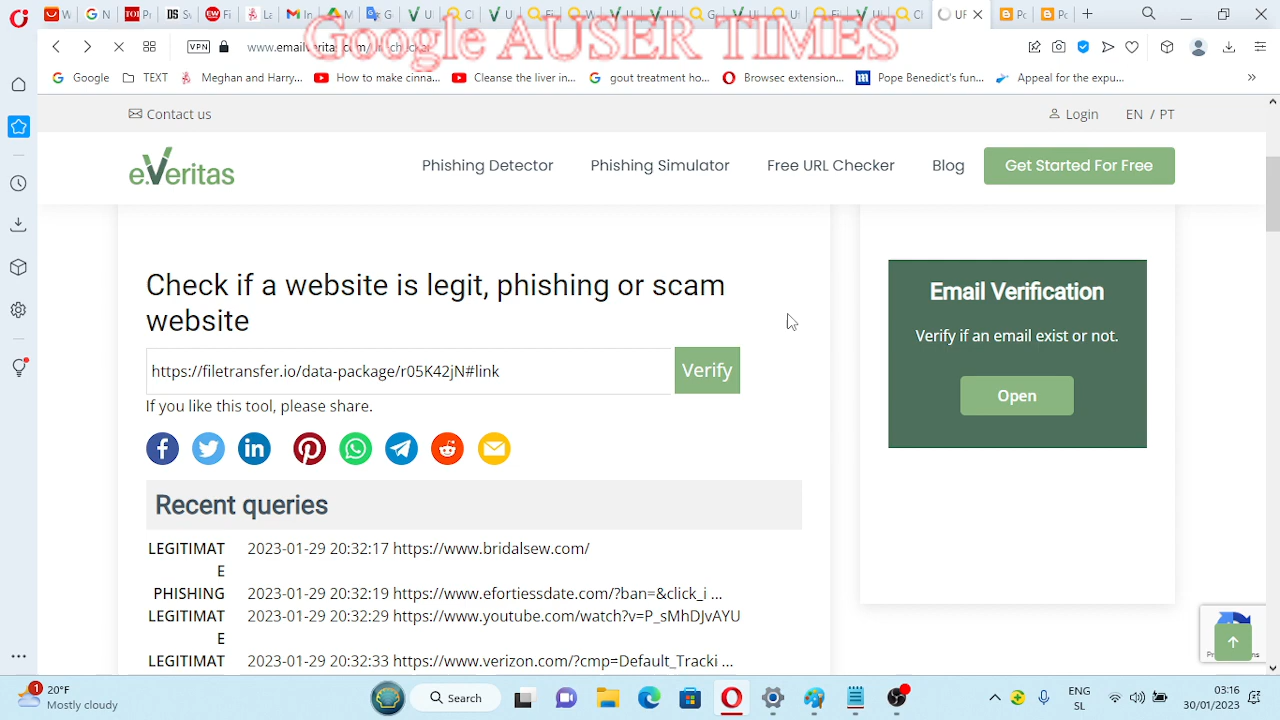 Google AUSER TIMES
VPN
Google
TEXT
Meghan and Harry...
How to make cinna...
Cleanse the liver in...
gout treatment ho...
Browsec extension...
Pope Benedict's fun...
Appeal for the expu...
Contact us
Login
EN / PT
e.Veritas
Phishing Detector
Phishing Simulator
Free URL Checker
Blog
Get Started For Free
Check if a website is legit, phishing or scam
website
https://filetransfer.io/data-package/r05K42jN#link
Verify
If you like this tool, please share.
Email Verification
Verify if an email exist or not.
Open
Recent queries
LEGITIMAT 2023-01-29 20:32:17 https://www.bridalsew.com/
E
PHISHING 2023-01-29 20:32:19 https://www.efortiessdate.com/?ban=&click_i ...
LEGITIMAT 2023-01-29 20:32:29 https://www.youtube.com/watch?v=P_sMhDJvAYU
E
LEGITIMAT 2023-01-29 20:32:33 https://www.verizon.com/?cmp=Default_Tracki ...
1
20°F
Mostly cloudy
Search
ENG
SL
03:16
30/01/2023